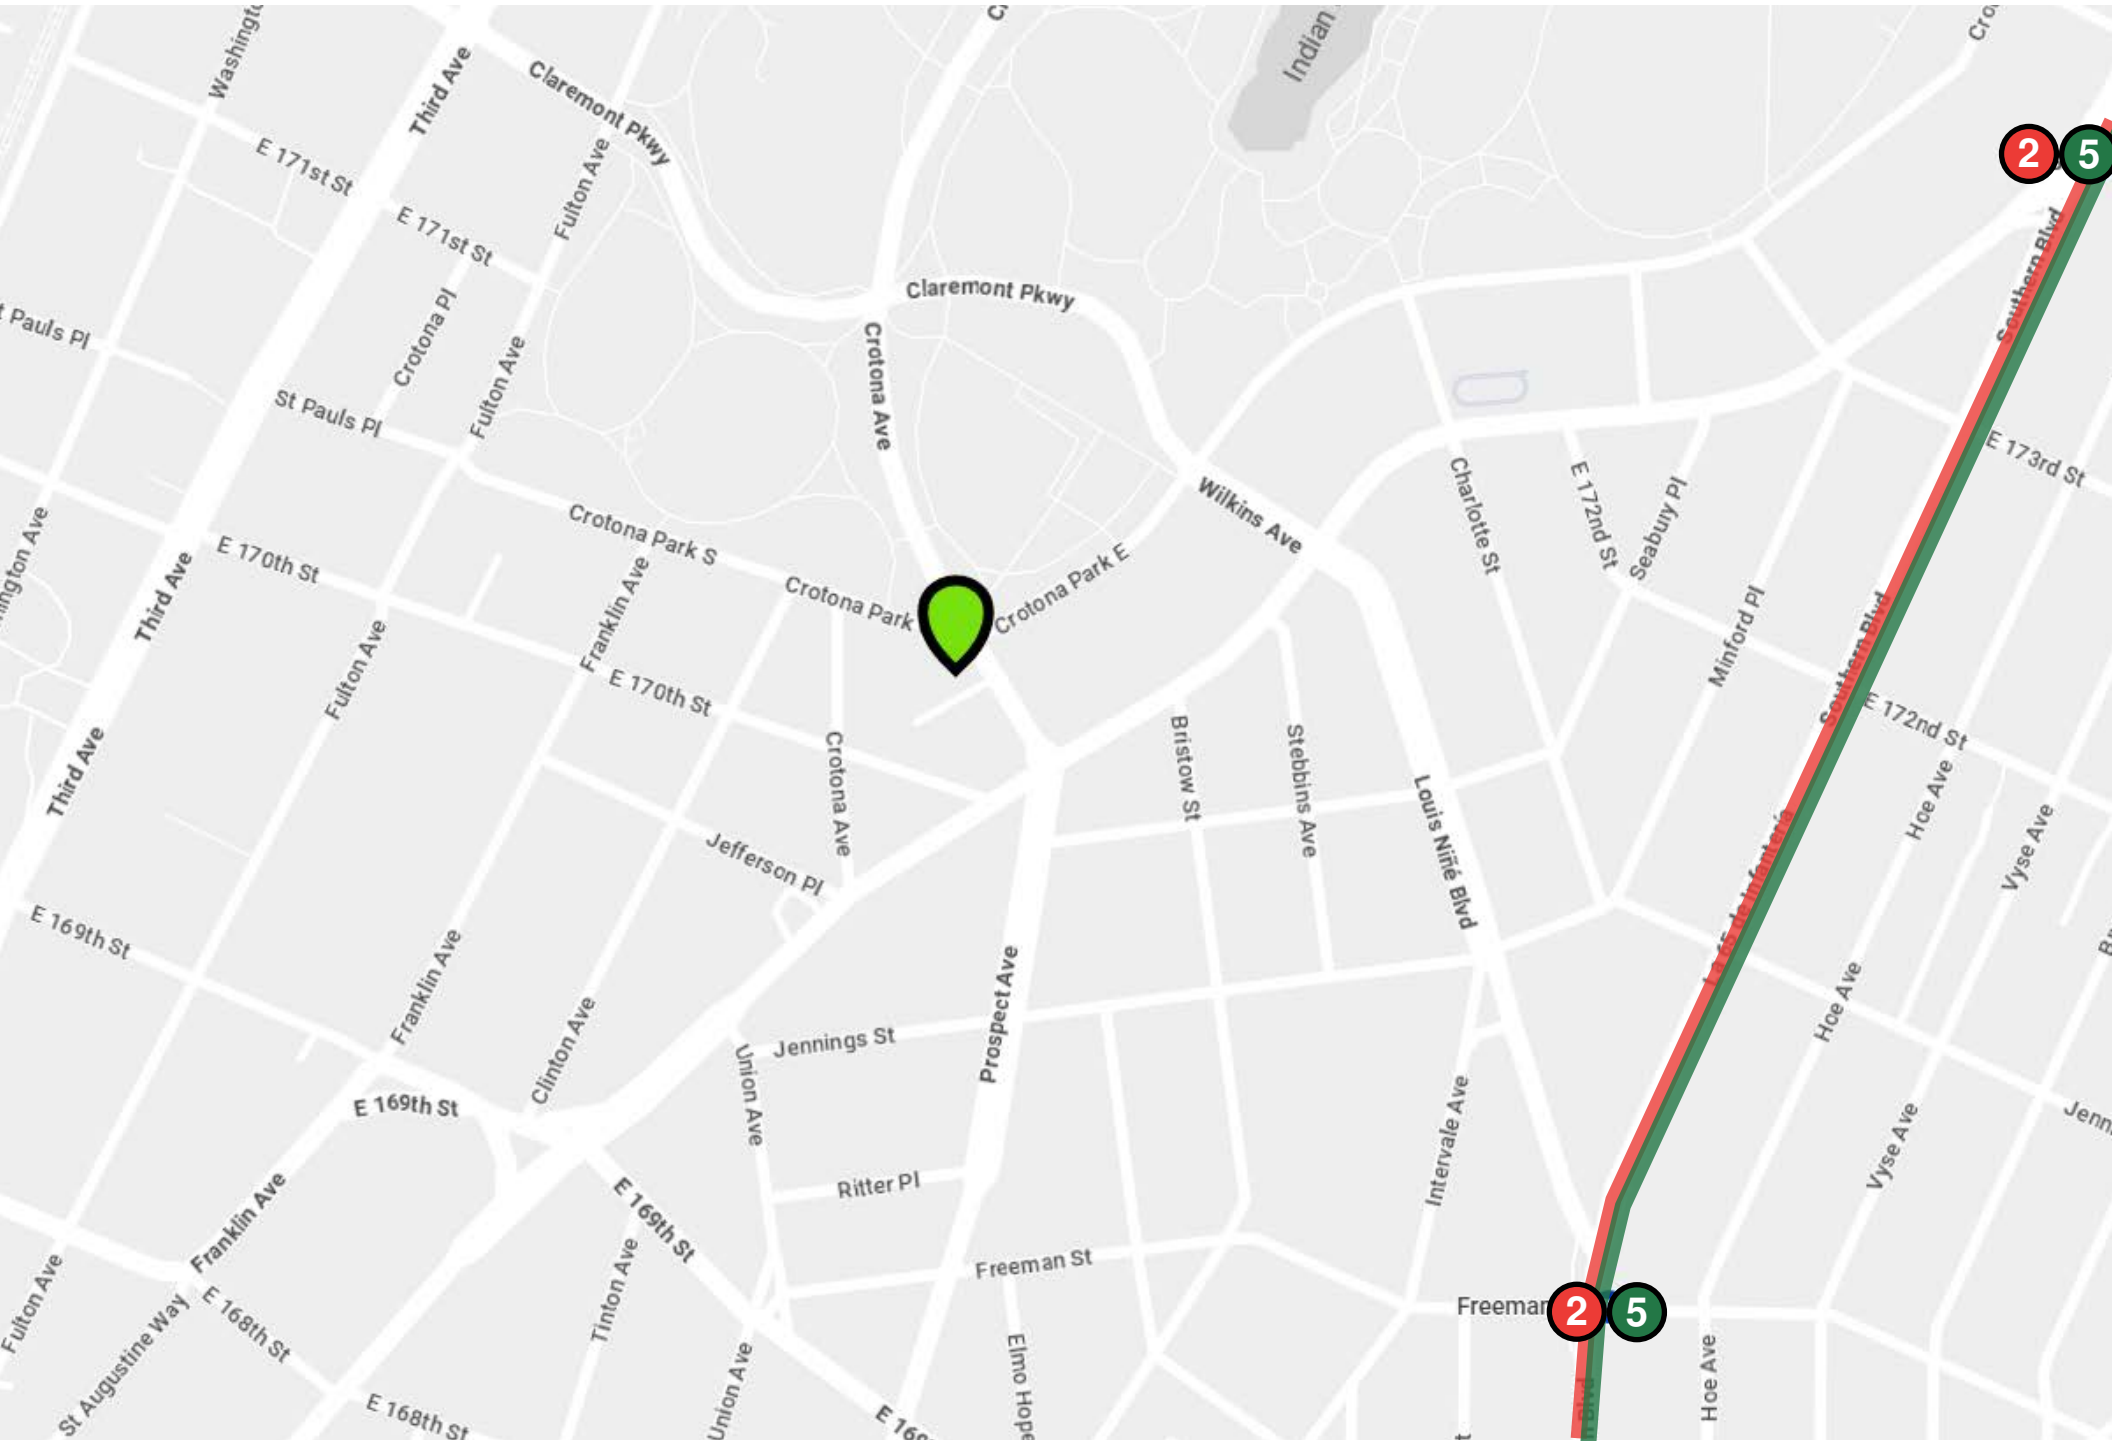 Claremont Pkwy
Third Ave
E 171st St
E 171st St
Fulton Ave
Indian
2
5
Southern Blvd
Claremont Pkwy
Crotona Pl
Crotona Ave
Fulton Ave
St Pauls Pl
E 173rd St
Wilkins Ave
Charlotte St
E 172nd St
Seabury Pl
Crotona Park S
Crotona Park
Crotona Park E
E 170th St
Third Ave
Franklin Ave
Fulton Ave
E 170th St
Minford Pl
Southern Blvd
E 172nd St
Bristow St
Stebbins Ave
Crotona Ave
Third Ave
Louis Niñé Blvd
Hoe Ave
Vyse Ave
La 65 de Infantería
Jefferson Pl
E 169th St
Franklin Ave
Prospect Ave
Hoe Ave
Clinton Ave
Jennings St
Union Ave
E 169th St
Intervale Ave
Vyse Ave
Ritter Pl
Franklin Ave
E 169th St
Freeman St
Tinton Ave
Fulton Ave
E 168th St
2
5
St Augustine Way
Elmo Hope
Hoe Ave
Union Ave
E 168th St